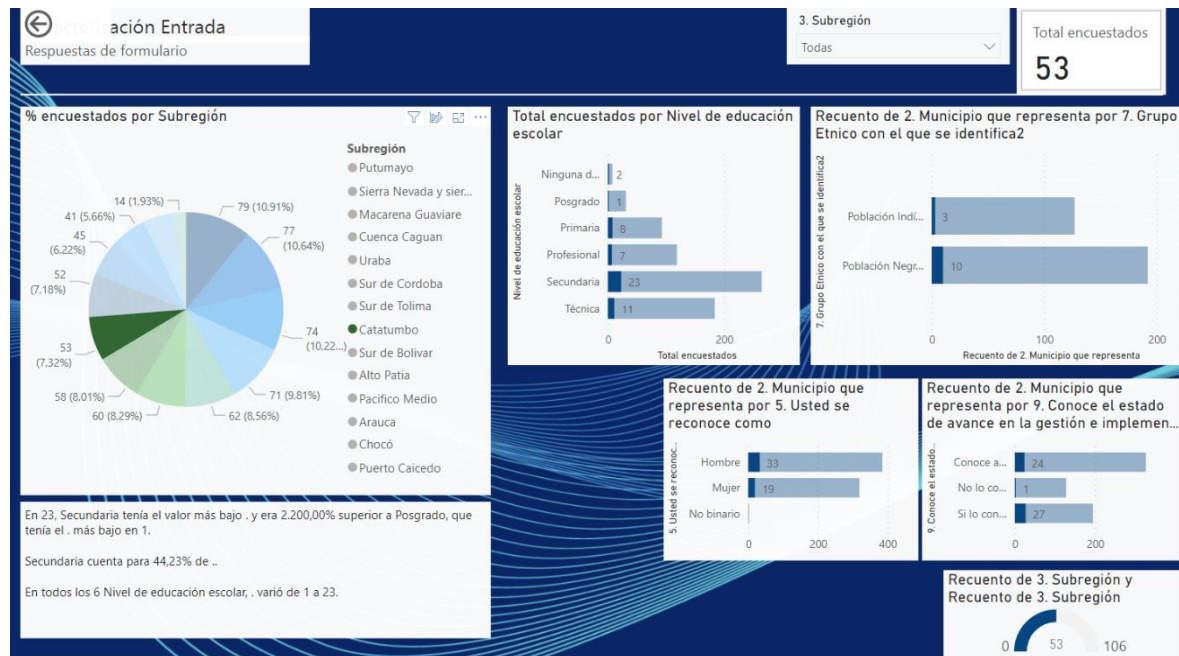 ación Entrada
Respuestas de formulario
3. Subregión
Todas
Total encuestados
53
% encuestados por Subregión
79 (10,91%)
77
(10,64%)
74
(10,22...)
71 (9,81%)
62 (8,56%)
60 (8,29%)
58 (8,01%)
53
(7,32%)
52
(7,18%)
45
(6,22%)
41 (5,66%)
14 (1,93%)
Subregión
Putumayo
Sierra Nevada y sier...
Macarena Guaviare
Cuenca Caguan
Uraba
Sur de Cordoba
Sur de Tolima
Catatumbo
Sur de Bolivar
Alto Patia
Pacifico Medio
Arauca
Chocó
Puerto Caicedo
En 23, Secundaria tenía el valor más bajo . y era 2.200,00% superior a Posgrado, que
tenía el . más bajo en 1.
Secundaria cuenta para 44,23% de ..
En todos los 6 Nivel de educación escolar, . varió de 1 a 23.
Total encuestados por Nivel de educación
escolar
Nivel de educación escolar
Ninguna d... 2
Posgrado 1
Primaria 8
Profesional 7
Secundaria 23
Técnica 11
0 200
Total encuestados
Recuento de 2. Municipio que representa por 7. Grupo
Etnico con el que se identifica2
7. Grupo Etnico con el que se identifica2
Población Indí... 3
Población Negr... 10
0 100 200
Recuento de 2. Municipio que representa
Recuento de 2. Municipio que
representa por 5. Usted se
reconoce como
5. Usted se reconoc...
Hombre 33
Mujer 19
No binario
0 200 400
Recuento de 2. Municipio que
representa por 9. Conoce el estado
de avance en la gestión e implemen...
9. Conoce el estado...
Conoce a... 24
No lo co... 1
Si lo con... 27
0 200
Recuento de 3. Subregión y
Recuento de 3. Subregión
0 53 106